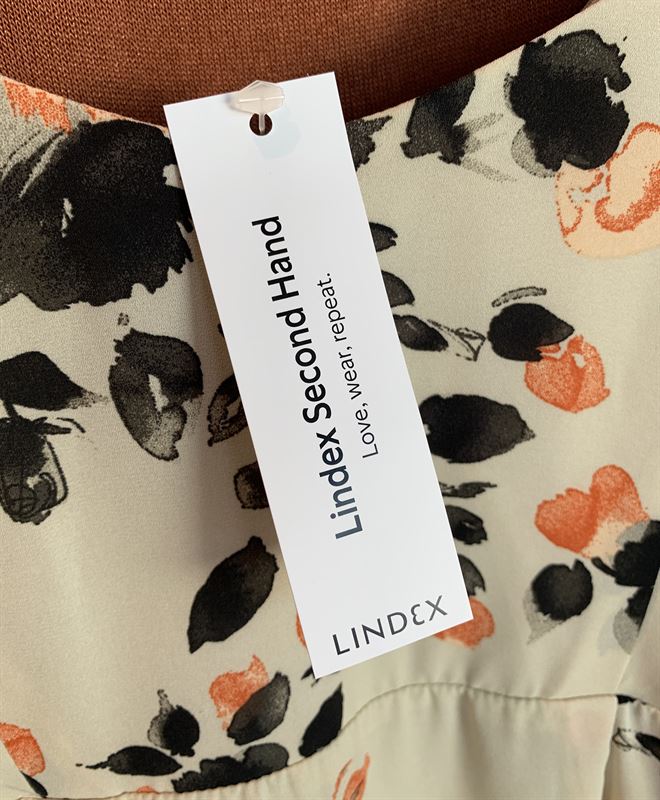 Lindex Second Hand
Love, wear, repeat.
LINDEX